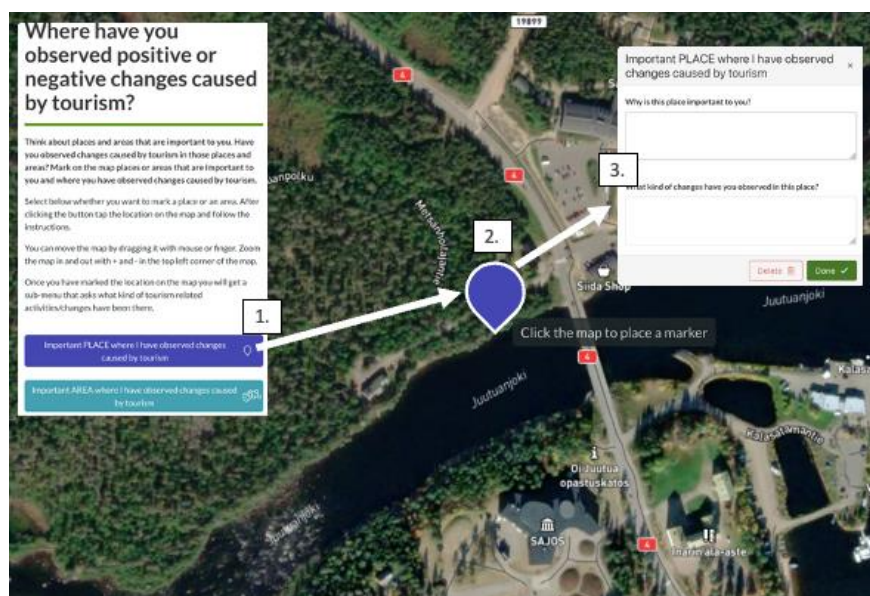 Where have you
observed positive or
negative changes caused
by tourism?
Think about places and areas that are important to you. Have
you observed changes caused by tourism in those places and
areas? Mark on the map places or areas that are important to
you and where you have observed changes caused by tourism.
Select below whether you want to mark a place or an area. After
clicking the button tap the location on the map and follow the
instructions.
You can move the map by dragging it with mouse or finger. Zoom
the map in and out with + and - in the top left corner of the map.
Once you have marked the location on the map you will get a
sub-menu that asks what kind of tourism related
activities/changes have been there.
1.
Important PLACE where I have observed changes
caused by tourism
Important AREA where I have observed changes caused
by tourism
19899
4
4
Metsänhoitajantie
2.
Click the map to place a marker
3.
Important PLACE where I have observed
changes caused by tourism
×
Why is this place important to you?
What kind of changes have you observed in this place?
Delete
Done
Siida Shop
Juutuanjoki
4
Juutuanjoki
Kalasatamantie
i
Oi Juutua
opastuskatos
Juutuanjoki
SAJOS
4
Inarin ala-aste